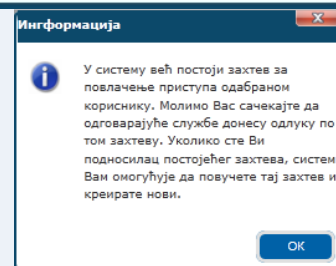 Ингформација
У систему већ постоји захтев за
повлачење приступа одабраном
кориснику. Молимо Вас сачекајте да
одговарајуће службе донесу одлуку по
том захтеву. Уколико сте Ви
подносилац постојећег захтева, систем
Вам омогућује да повучете тај захтев и
креирате нови.
OK